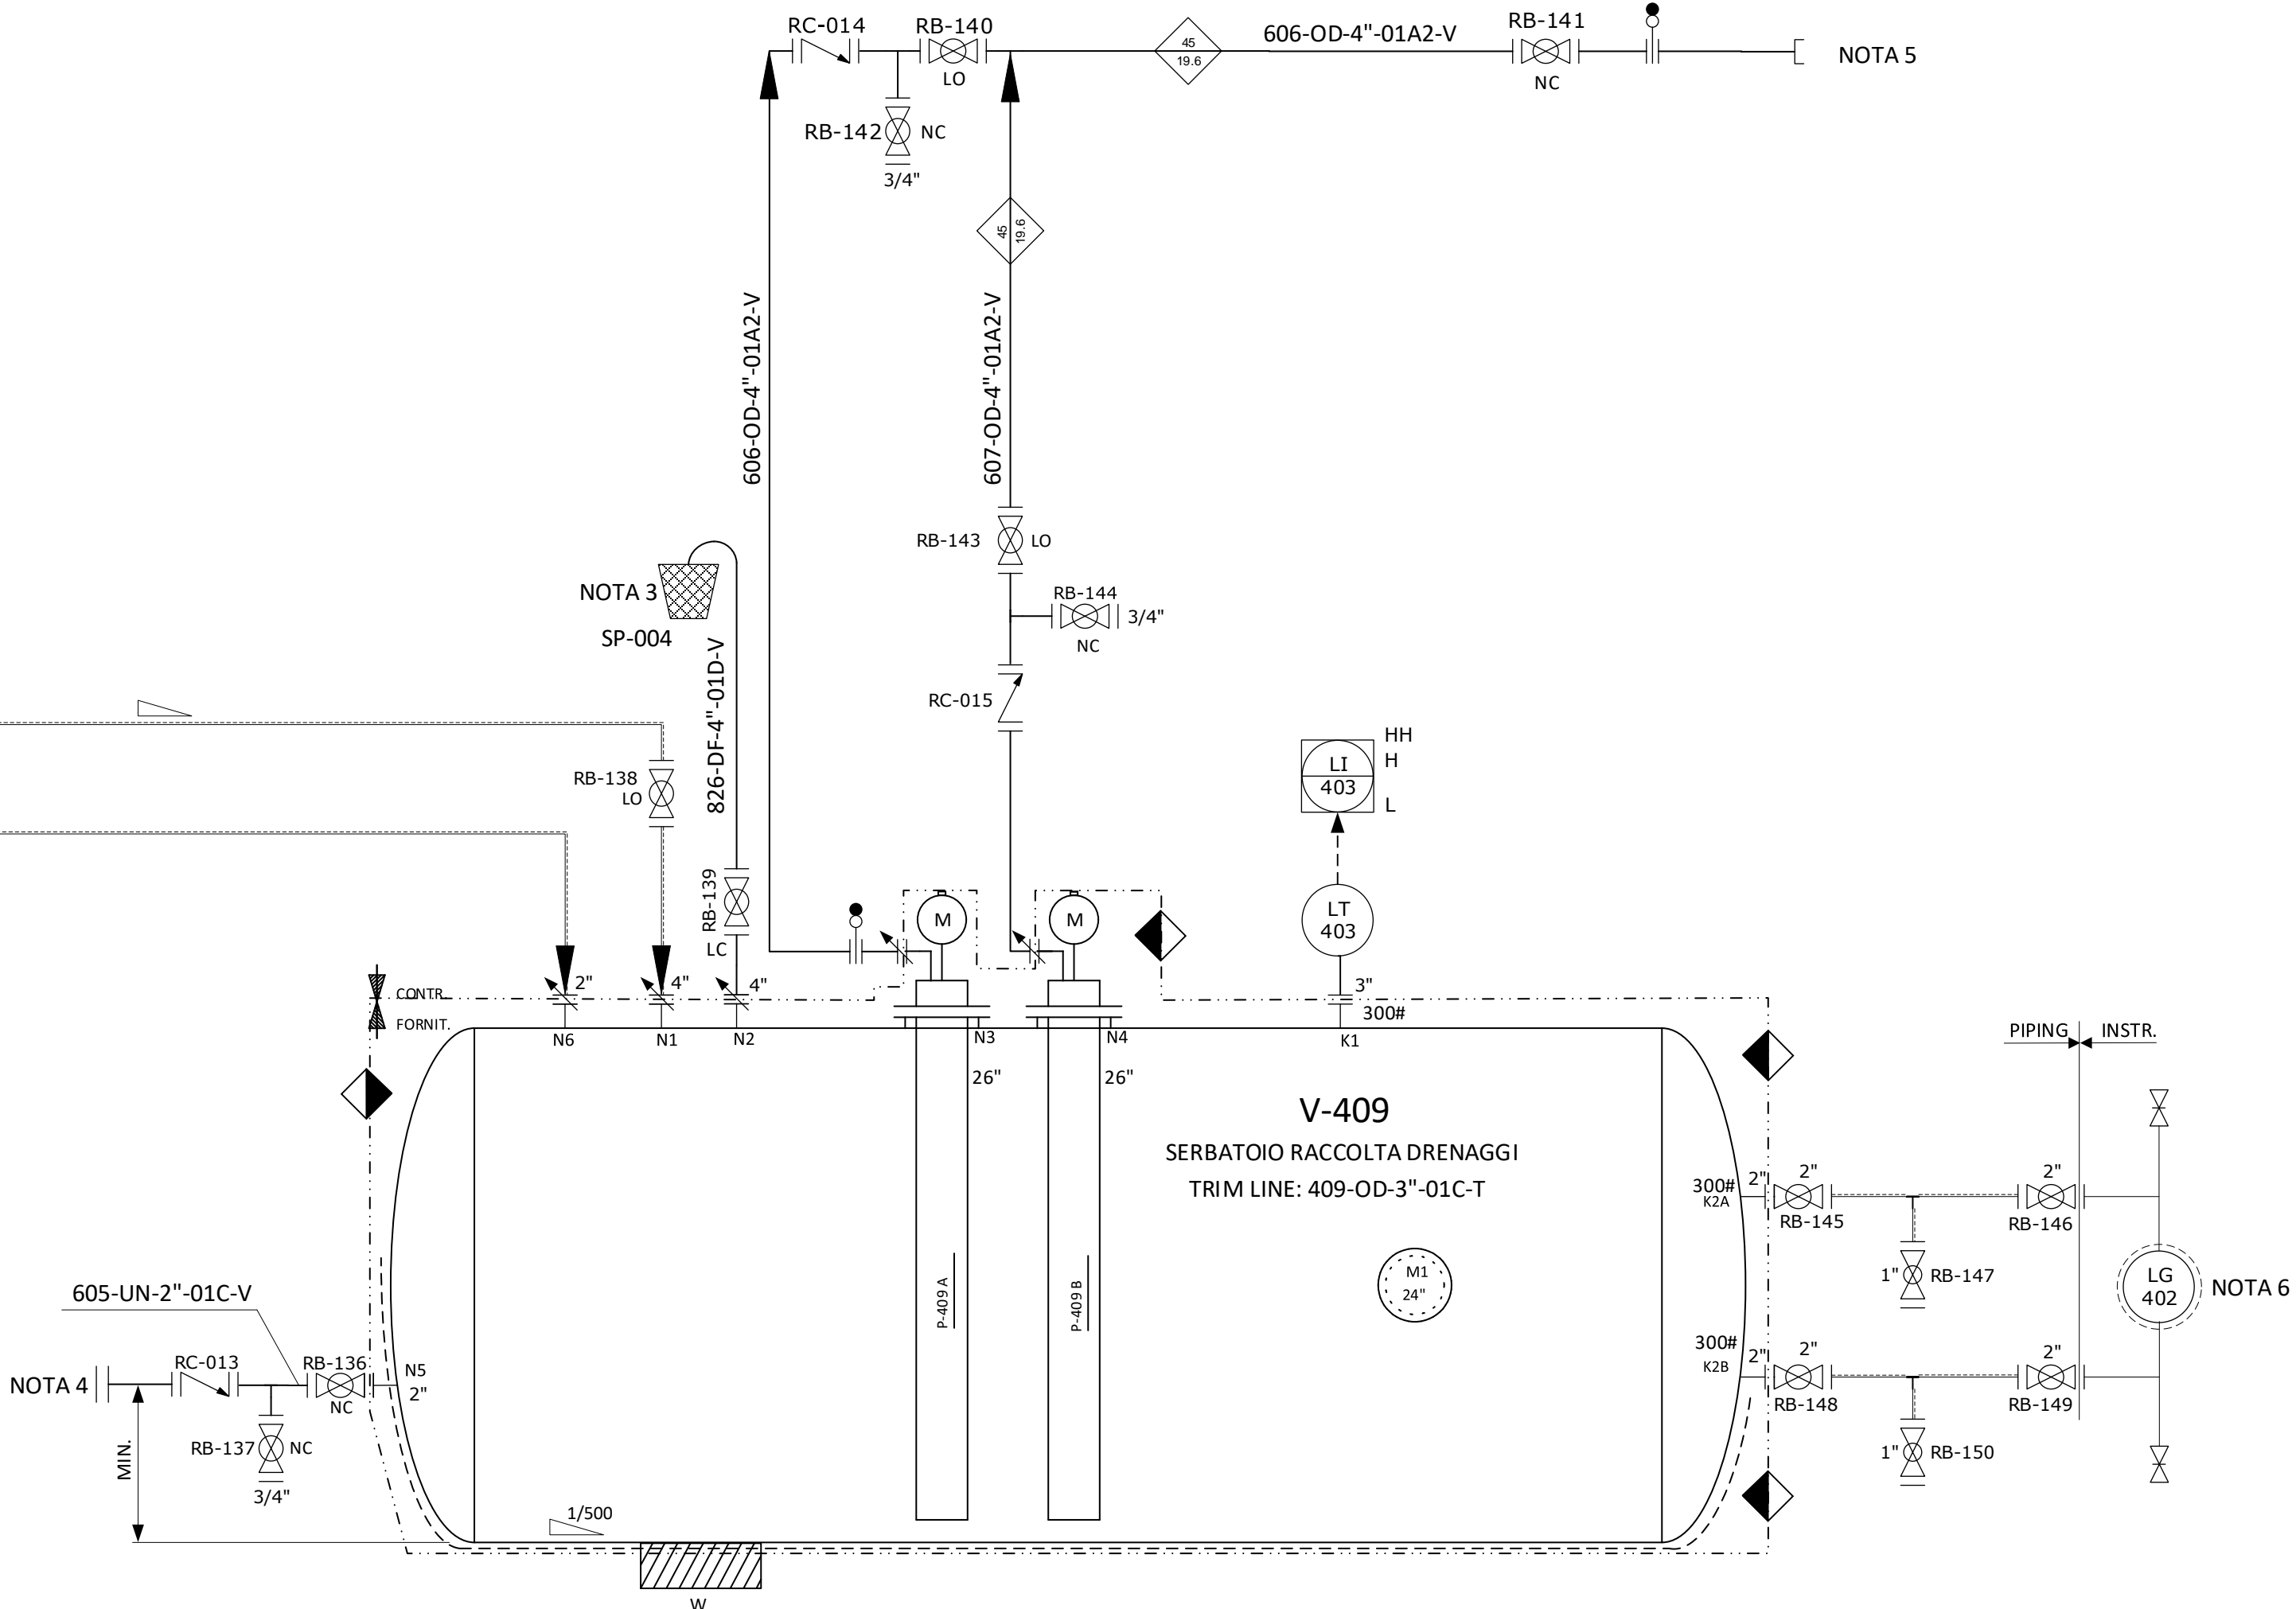 RC-014
RB-140
LO
RB-142
NC
3/4"
45
19.6
606-OD-4"-01A2-V
RB-141
NC
NOTA 5
45
19.6
606-OD-4"-01A2-V
607-OD-4"-01A2-V
RB-143
LO
NOTA 3
SP-004
RB-144
3/4"
NC
826-DF-4"-01D-V
RC-015
RB-138
LO
HH
H
L
LI
403
RB-139
LC
M
M
LT
403
CONTR.
FORNIT.
2"
4"
4"
3"
300#
N6
N1
N2
N3
N4
K1
26"
26"
PIPING
INSTR.
V-409
SERBATOIO RACCOLTA DRENAGGI
TRIM LINE: 409-OD-3"-01C-T
300#
K2A
2"
2"
RB-145
2"
RB-146
P-409 A
P-409 B
M1
24"
1"
RB-147
LG
402
NOTA 6
605-UN-2"-01C-V
NOTA 4
RC-013
RB-136
NC
N5
2"
300#
K2B
2"
2"
RB-148
2"
RB-149
MIN.
RB-137
NC
3/4"
1"
RB-150
1/500
W